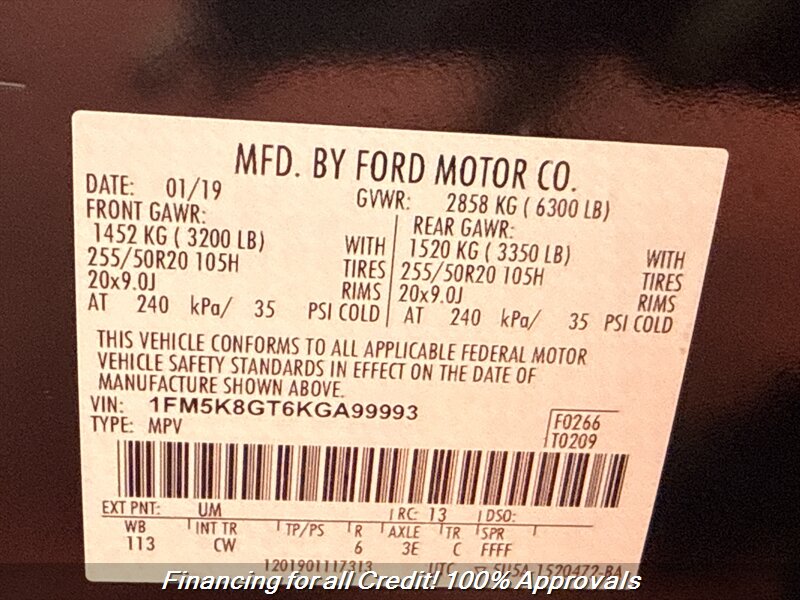 MFD. BY FORD MOTOR CO.
DATE: 01/19 GVWR: 2858 KG ( 6300 LB)
FRONT GAWR: REAR GAWR:
1452 KG ( 3200 LB) WITH 1520 KG ( 3350 LB) WITH
255/50R20 105H TIRES 255/50R20 105H TIRES
20x9.0J RIMS 20x9.0J RIMS
AT 240 kPa/ 35 PSI COLD AT 240 kPa/ 35 PSI COLD
THIS VEHICLE CONFORMS TO ALL APPLICABLE FEDERAL MOTOR
VEHICLE SAFETY STANDARDS IN EFFECT ON THE DATE OF
MANUFACTURE SHOWN ABOVE.
VIN: 1FM5K8GT6KGA99993 F0266
TYPE: MPV T0209
EXT PNT: UM RC: 13 DSO:
WB INT TR TP/PS R AXLE TR SPR
113 CW 6 3E C FFFF
1201901117313 UTC 5U5A-1520472-BA
Financing for all Credit! 100% Approvals